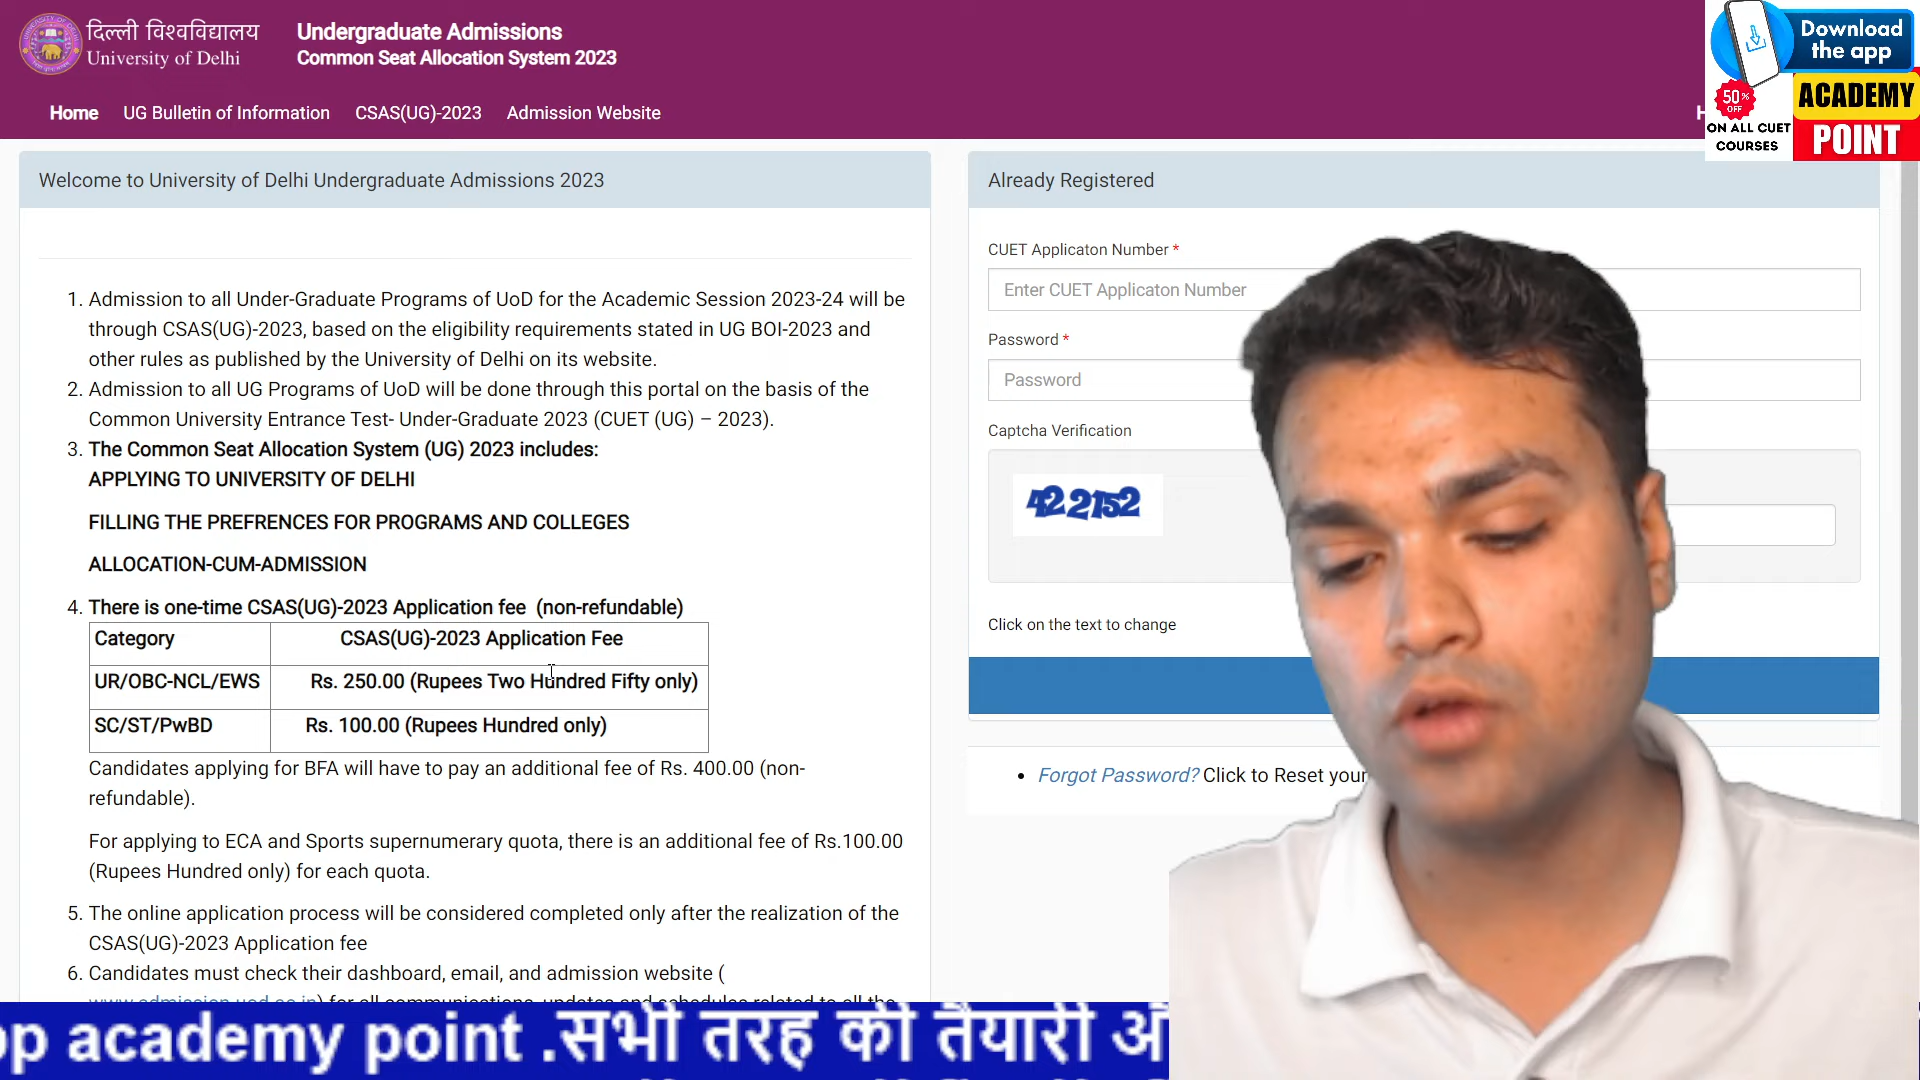 दिल्ली विश्वविद्यालय
University of Delhi
Undergraduate Admissions
Common Seat Allocation System 2023
Home UG Bulletin of Information CSAS(UG)-2023 Admission Website
Download
the app
50%
OFF
ON ALL CUET
COURSES
ACADEMY
POINT
Welcome to University of Delhi Undergraduate Admissions 2023
1. Admission to all Under-Graduate Programs of UoD for the Academic Session 2023-24 will be
through CSAS(UG)-2023, based on the eligibility requirements stated in UG BOI-2023 and
other rules as published by the University of Delhi on its website.
2. Admission to all UG Programs of UoD will be done through this portal on the basis of the
Common University Entrance Test- Under-Graduate 2023 (CUET (UG) – 2023).
3. The Common Seat Allocation System (UG) 2023 includes:
APPLYING TO UNIVERSITY OF DELHI
FILLING THE PREFRENCES FOR PROGRAMS AND COLLEGES
ALLOCATION-CUM-ADMISSION
4. There is one-time CSAS(UG)-2023 Application fee (non-refundable)
Category CSAS(UG)-2023 Application Fee
UR/OBC-NCL/EWS Rs. 250.00 (Rupees Two Hundred Fifty only)
SC/ST/PwBD Rs. 100.00 (Rupees Hundred only)
Candidates applying for BFA will have to pay an additional fee of Rs. 400.00 (non-
refundable).
For applying to ECA and Sports supernumerary quota, there is an additional fee of Rs.100.00
(Rupees Hundred only) for each quota.
5. The online application process will be considered completed only after the realization of the
CSAS(UG)-2023 Application fee
6. Candidates must check their dashboard, email, and admission website (
Already Registered
CUET Applicaton Number *
Enter CUET Applicaton Number
Password *
Password
Captcha Verification
422152
Click on the text to change
Forgot Password? Click to Reset your
pp academy point .सभी तरह की तैयारी